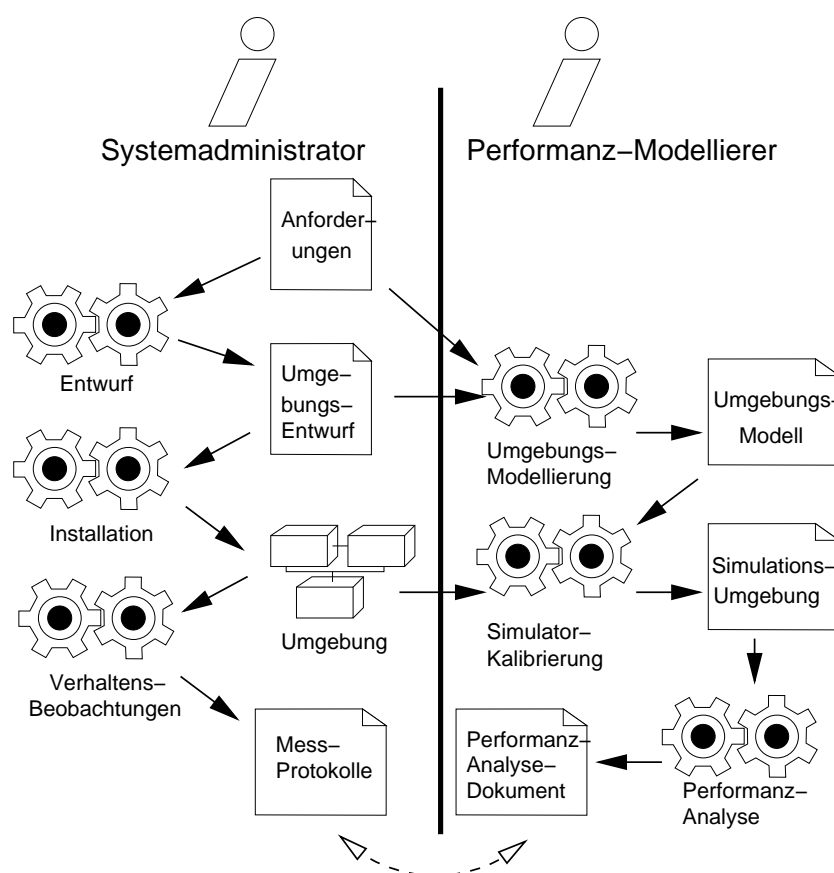 Systemadministrator
Performanz–Modellierer
Anforder–
ungen
Entwurf
Umge–
bungs–
Entwurf
Umgebungs–
Modellierung
Umgebungs–
Modell
Installation
Umgebung
Simulator–
Kalibrierung
Simulations–
Umgebung
Verhaltens–
Beobachtungen
Mess–
Protokolle
Performanz–
Analyse–
Dokument
Performanz–
Analyse